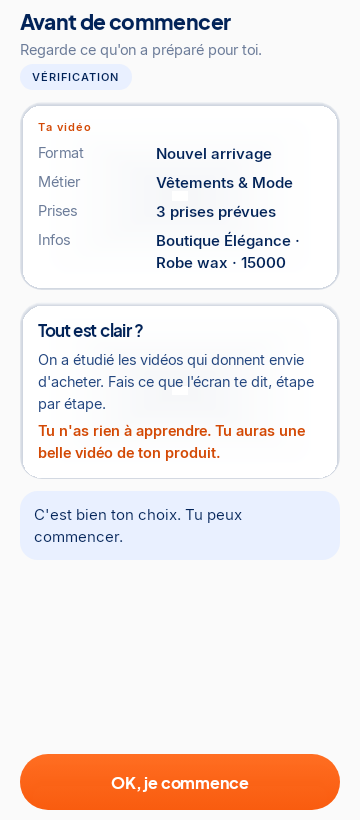 Avant de commencer
Regarde ce qu'on a préparé pour toi.
VÉRIFICATION
Ta vidéo
Format Nouvel arrivage
Métier Vêtements & Mode
Prises 3 prises prévues
Infos Boutique Élégance ·
Robe wax · 15000
Tout est clair ?
On a étudié les vidéos qui donnent envie
d'acheter. Fais ce que l'écran te dit, étape
par étape.
Tu n'as rien à apprendre. Tu auras une
belle vidéo de ton produit.
C'est bien ton choix. Tu peux
commencer.
OK, je commence